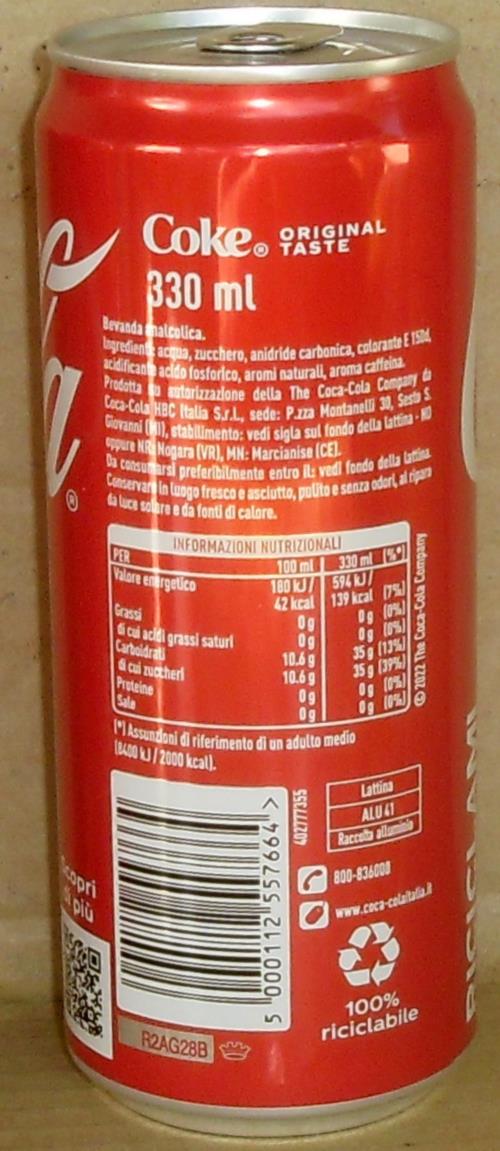 Coke® ORIGINAL TASTE
330 ml
Bevanda analcolica.
Ingredienti: acqua, zucchero, anidride carbonica, colorante E 150d,
acidificante acido fosforico, aromi naturali, aroma caffeina.
Prodotta su autorizzazione della The Coca-Cola Company da
Coca-Cola HBC Italia S.r.l., sede: P.zza Montanelli 30, Sesto S.
Giovanni (MI), stabilimento: vedi sigla sul fondo della lattina - NO
oppure NR: Nogara (VR), MN: Marcianise (CE).
Da consumarsi preferibilmente entro il: vedi fondo della lattina.
Conservare in luogo fresco e asciutto, pulito e senza odori, al riparo
da luce solare e da fonti di calore.
INFORMAZIONI NUTRIZIONALI
PER 100 ml 330 ml (%*)
Valore energetico 180 kJ/ 594 kJ/
42 kcal 139 kcal (7%)
Grassi 0 g 0 g (0%)
di cui acidi grassi saturi 0 g 0 g (0%)
Carboidrati 10.6 g 35 g (13%)
di cui zuccheri 10.6 g 35 g (39%)
Proteine 0 g 0 g (0%)
Sale 0 g 0 g (0%)
© 2022 The Coca-Cola Company
(*) Assunzioni di riferimento di un adulto medio
(8400 kJ / 2000 kcal).
5 000112 557664 >
402777355
Lattina
ALU 41
Raccolta alluminio
800-836000
www.coca-colaitalia.it
100%
riciclabile
R2AG28B
scopri
di più
RICICLAMI